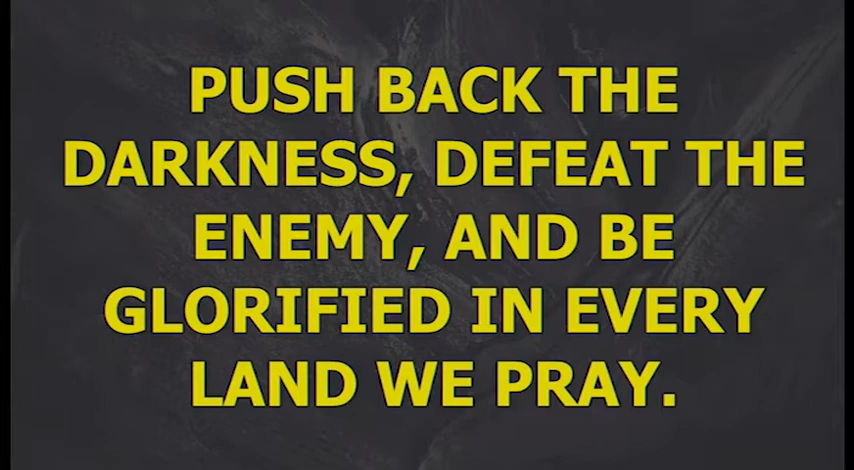 PUSH BACK THE
DARKNESS, DEFEAT THE
ENEMY, AND BE
GLORIFIED IN EVERY
LAND WE PRAY.